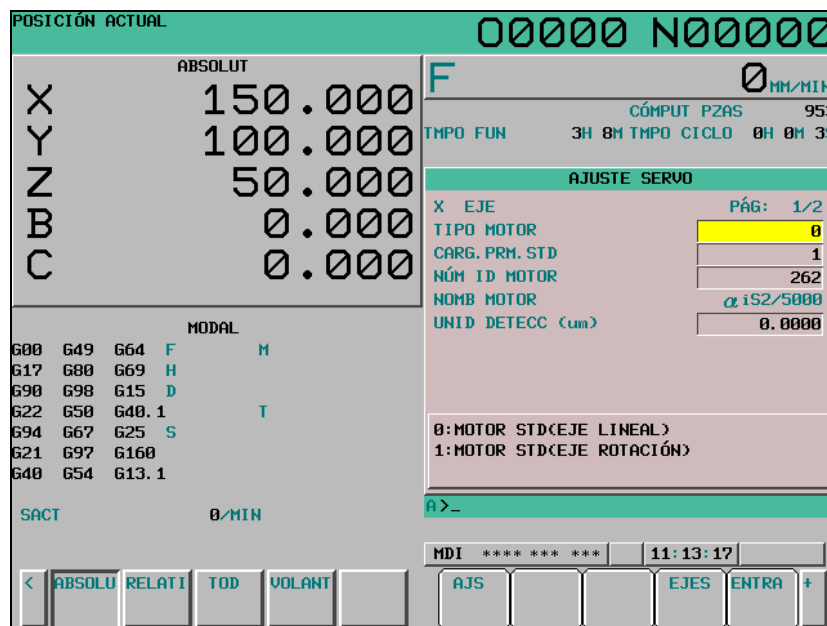 POSICIÓN ACTUAL
O0000 N00000
ABSOLUT
X 150.000
Y 100.000
Z 50.000
B 0.000
C 0.000
F 0 MM/MIN
CÓMPUT PZAS 95
TMPO FUN 3H 8M TMPO CICLO 0H 0M 3S
AJUSTE SERVO
X EJE PÁG: 1/2
TIPO MOTOR 0
CARG.PRM.STD 1
NÚM ID MOTOR 262
NOMB MOTOR αiS2/5000
UNID DETECC (um) 0.0000
0:MOTOR STD(EJE LINEAL)
1:MOTOR STD(EJE ROTACIÓN)
MODAL
G00 G49 G64 F M
G17 G80 G69 H
G90 G98 G15 D
G22 G50 G40.1 T
G94 G67 G25 S
G21 G97 G160
G40 G54 G13.1
SACT 0/MIN
A>_
MDI **** *** *** 11:13:17
< ABSOLU RELATI TOD VOLANT
AJS EJES ENTRA +